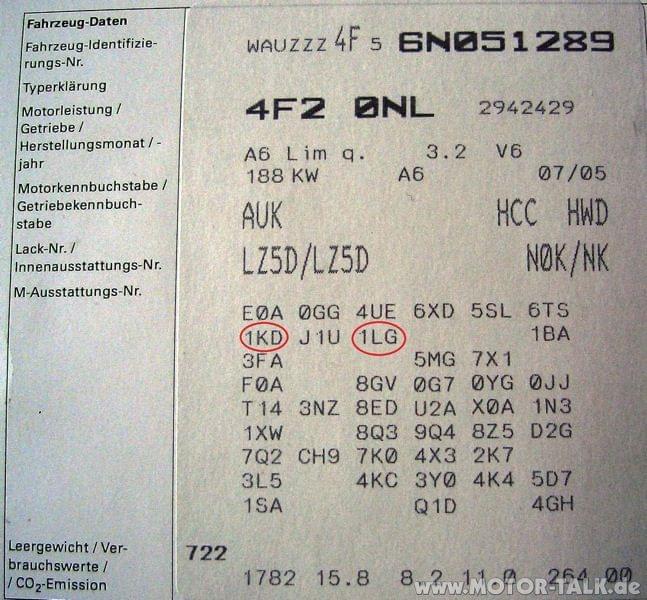 Fahrzeug-Daten
Fahrzeug-Identifizie-
rungs-Nr.
WAUZZZ 4F 5 6N051289
Typerklärung
4F2 0NL 2942429
Motorleistung /
Getriebe /
Herstellungsmonat / -
jahr
A6 Lim q. 3.2 V6
188 KW A6 07/05
Motorkennbuchstabe /
Getriebekennbuch-
stabe
AUK HCC HWD
Lack-Nr. /
Innenausstattungs-Nr.
LZ5D/LZ5D N0K/NK
M-Ausstattungs-Nr.
E0A 0GG 4UE 6XD 5SL 6TS
1KD J1U 1LG 1BA
3FA 5MG 7X1
F0A 8GV 0G7 0YG 0JJ
T14 3NZ 8ED U2A X0A 1N3
1XW 8Q3 9Q4 8Z5 D2G
7Q2 CH9 7K0 4X3 2K7
3L5 4KC 3Y0 4K4 5D7
1SA Q1D 4GH
Leergewicht / Ver-
brauchswerte /
/ CO2-Emission
722
1782 15.8 8.2 11.0 264.00
www.MOTOR-TALK.de